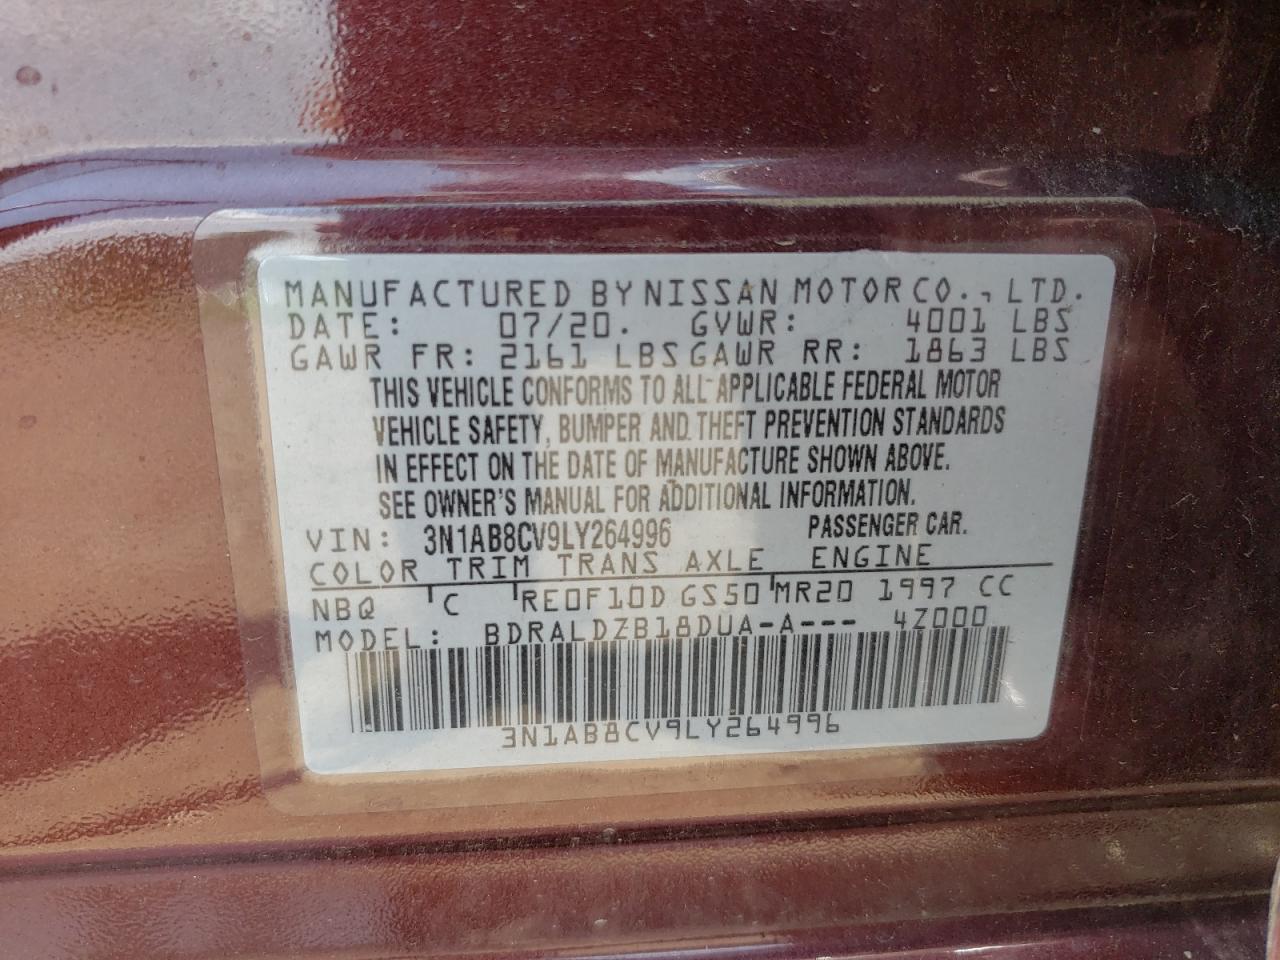 MANUFACTURED BY NISSAN MOTOR CO., LTD.
DATE: 07/20. GVWR: 4001 LBS
GAWR FR: 2161 LBS GAWR RR: 1863 LBS
THIS VEHICLE CONFORMS TO ALL APPLICABLE FEDERAL MOTOR
VEHICLE SAFETY, BUMPER AND THEFT PREVENTION STANDARDS
IN EFFECT ON THE DATE OF MANUFACTURE SHOWN ABOVE.
SEE OWNER'S MANUAL FOR ADDITIONAL INFORMATION.
VIN: 3N1AB8CV9LY264996 PASSENGER CAR.
COLOR TRIM TRANS AXLE ENGINE
NBQ C RE0F10D GS50 MR20 1997 CC
MODEL: BDRALDZB18DUA-A--- 4Z000
3N1AB8CV9LY264996